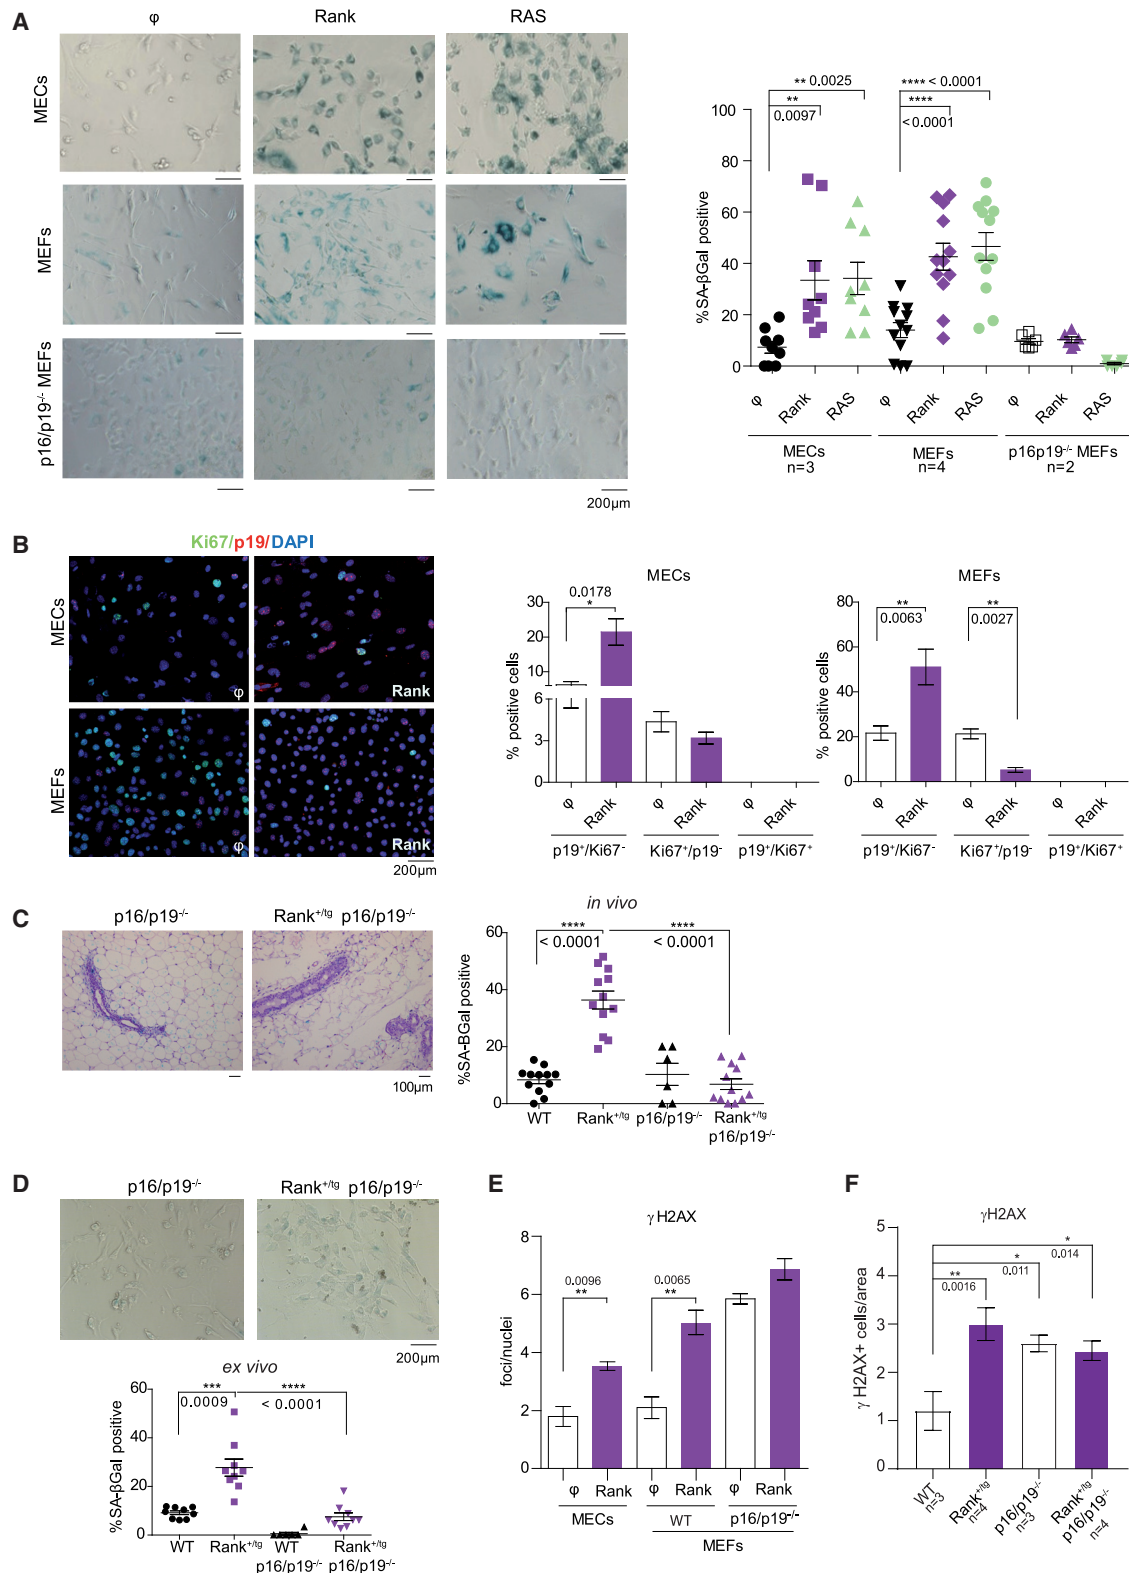 A
φ
Rank
RAS
MECs
MEFs
p16/p19-/- MEFs
200µm
%SA-βGal positive
100
80
60
40
20
0
** 0.0025
**
0.0097
**** < 0.0001
****
< 0.0001
φ
Rank
RAS
φ
Rank
RAS
φ
Rank
RAS
MECs
n=3
MEFs
n=4
p16p19-/- MEFs
n=2
B
Ki67/p19/DAPI
MECs
MEFs
φ
Rank
φ
Rank
200µm
MECs
% positive cells
30
20
10
6
3
0
0.0178
*
φ
Rank
φ
Rank
φ
Rank
p19+/Ki67-
Ki67+/p19-
p19+/Ki67+
MEFs
% positive cells
80
60
40
20
0
**
0.0063
**
0.0027
φ
Rank
φ
Rank
φ
Rank
p19+/Ki67-
Ki67+/p19-
p19+/Ki67+
C
p16/p19-/-
Rank+/tg p16/p19-/-
100µm
in vivo
%SA-BGal positive
60
40
20
0
****
< 0.0001
****
< 0.0001
WT
Rank+/tg
p16/p19-/-
Rank+/tg
p16/p19-/-
D
p16/p19-/-
Rank+/tg p16/p19-/-
200µm
ex vivo
%SA-βGal positive
60
40
20
0
***
0.0009
****
< 0.0001
WT
Rank+/tg
WT
p16/p19-/-
Rank+/tg
p16/p19-/-
E
γ H2AX
foci/nuclei
8
6
4
2
0
0.0096
**
0.0065
**
φ
Rank
φ
Rank
φ
Rank
MECs
WT
p16/p19-/-
MEFs
F
γH2AX
γ H2AX+ cells/area
5
4
3
2
1
0
*
0.014
*
0.011
**
0.0016
WT
n=3
Rank+/tg
n=4
p16/p19-/-
n=3
Rank+/tg
p16/p19-/-
n=4